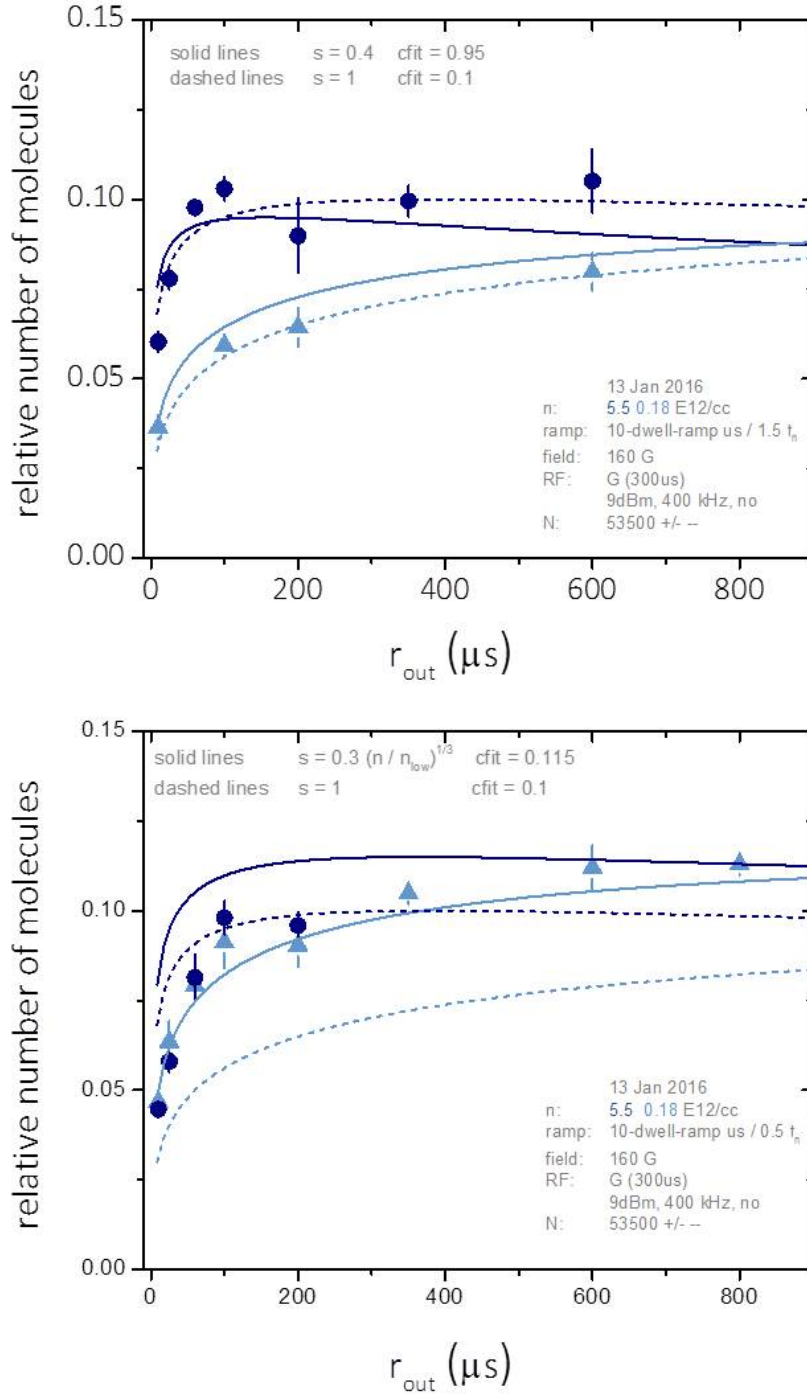 0.15
solid lines s = 0.4 cfit = 0.95
dashed lines s = 1 cfit = 0.1
0.10
0.05
0.00
relative number of molecules
13 Jan 2016
n: 5.5 0.18 E12/cc
ramp: 10-dwell-ramp us / 1.5 tₙ
field: 160 G
RF: G (300us)
9dBm, 400 kHz, no
N: 53500 +/- --
0 200 400 600 800
r_out (μs)
0.15
solid lines s = 0.3 (n / n_low)^1/3 cfit = 0.115
dashed lines s = 1 cfit = 0.1
0.10
0.05
0.00
relative number of molecules
13 Jan 2016
n: 5.5 0.18 E12/cc
ramp: 10-dwell-ramp us / 0.5 tₙ
field: 160 G
RF: G (300us)
9dBm, 400 kHz, no
N: 53500 +/- --
0 200 400 600 800
r_out (μs)